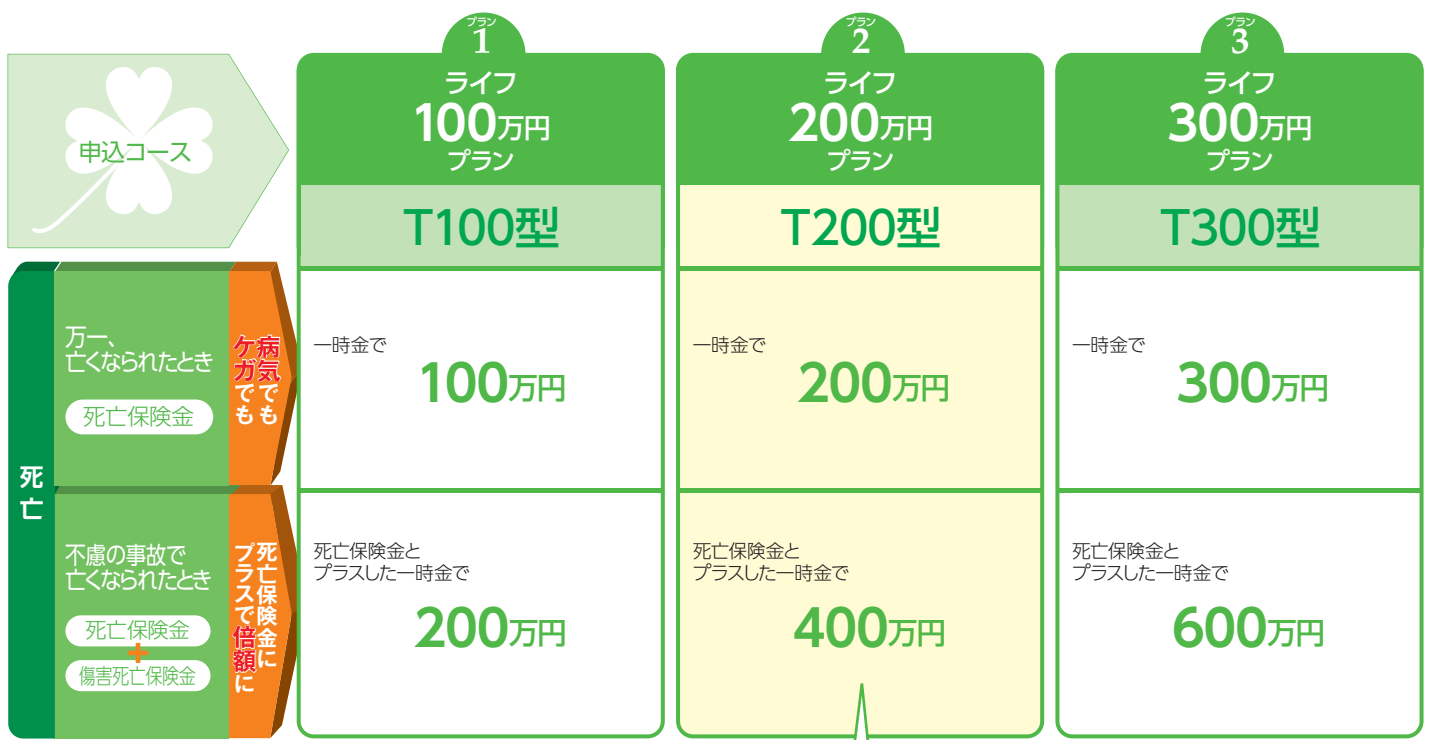 申込コース
プラン
1
ライフ
100万円
プラン
T100型
プラン
2
ライフ
200万円
プラン
T200型
プラン
3
ライフ
300万円
プラン
T300型
死亡
万一、
亡くなられたとき
死亡保険金
病気でも
ケガでも
一時金で
100万円
一時金で
200万円
一時金で
300万円
不慮の事故で
亡くなられたとき
死亡保険金
+
傷害死亡保険金
死亡保険金に
プラスで倍額に
死亡保険金と
プラスした一時金で
200万円
死亡保険金と
プラスした一時金で
400万円
死亡保険金と
プラスした一時金で
600万円